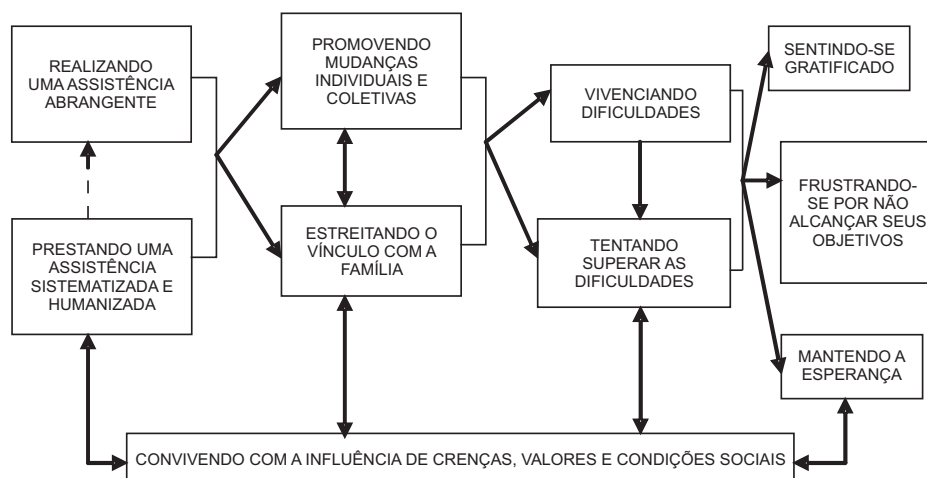 REALIZANDO
UMA ASSISTÊNCIA
ABRANGENTE
PRESTANDO UMA
ASSISTÊNCIA
SISTEMATIZADA E
HUMANIZADA
PROMOVENDO
MUDANÇAS
INDIVIDUAIS E
COLETIVAS
ESTREITANDO O
VÍNCULO COM A
FAMÍLIA
VIVENCIANDO
DIFICULDADES
TENTANDO
SUPERAR AS
DIFICULDADES
SENTINDO-SE
GRATIFICADO
FRUSTRANDO-
SE POR NÃO
ALCANÇAR SEUS
OBJETIVOS
MANTENDO A
ESPERANÇA
CONVIVENDO COM A INFLUÊNCIA DE CRENÇAS, VALORES E CONDIÇÕES SOCIAIS